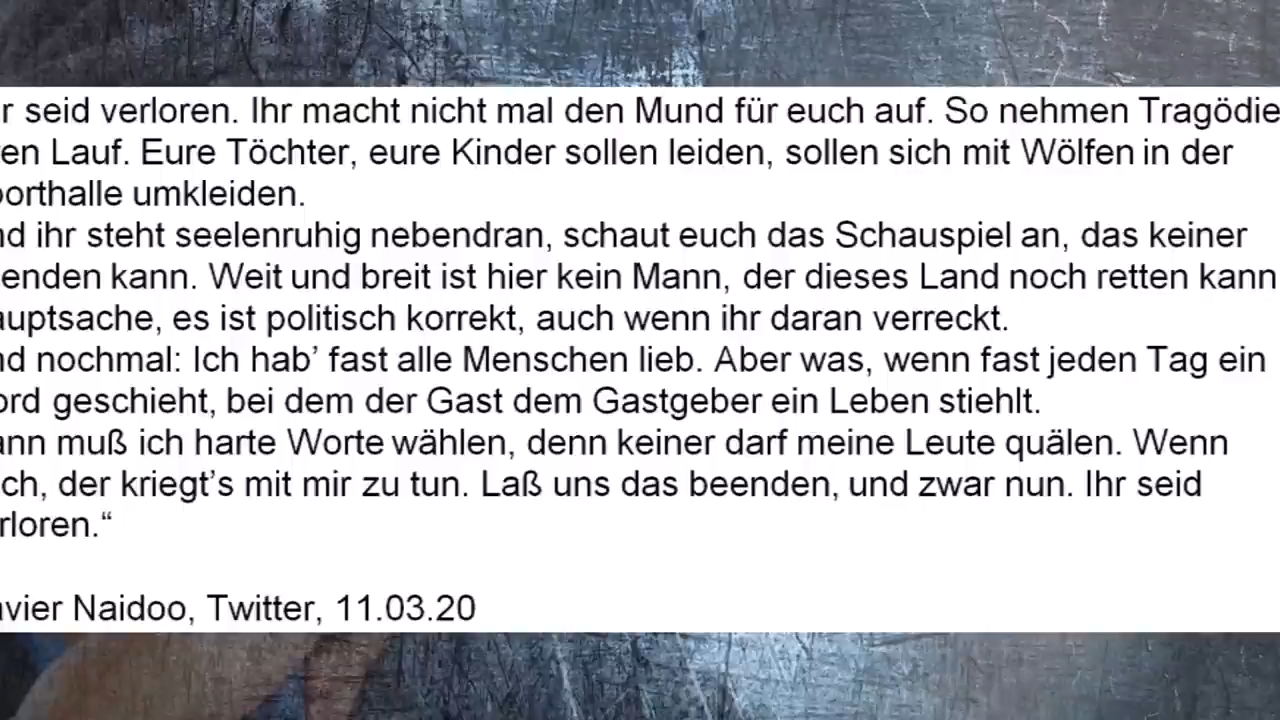 r seid verloren. Ihr macht nicht mal den Mund für euch auf. So nehmen Tragödie
en Lauf. Eure Töchter, eure Kinder sollen leiden, sollen sich mit Wölfen in der
orthalle umkleiden.
nd ihr steht seelenruhig nebendran, schaut euch das Schauspiel an, das keiner
enden kann. Weit und breit ist hier kein Mann, der dieses Land noch retten kann
auptsache, es ist politisch korrekt, auch wenn ihr daran verreckt.
nd nochmal: Ich hab’ fast alle Menschen lieb. Aber was, wenn fast jeden Tag ein
ord geschieht, bei dem der Gast dem Gastgeber ein Leben stiehlt.
ann muß ich harte Worte wählen, denn keiner darf meine Leute quälen. Wenn
ch, der kriegt’s mit mir zu tun. Laß uns das beenden, und zwar nun. Ihr seid
rloren.“
avier Naidoo, Twitter, 11.03.20